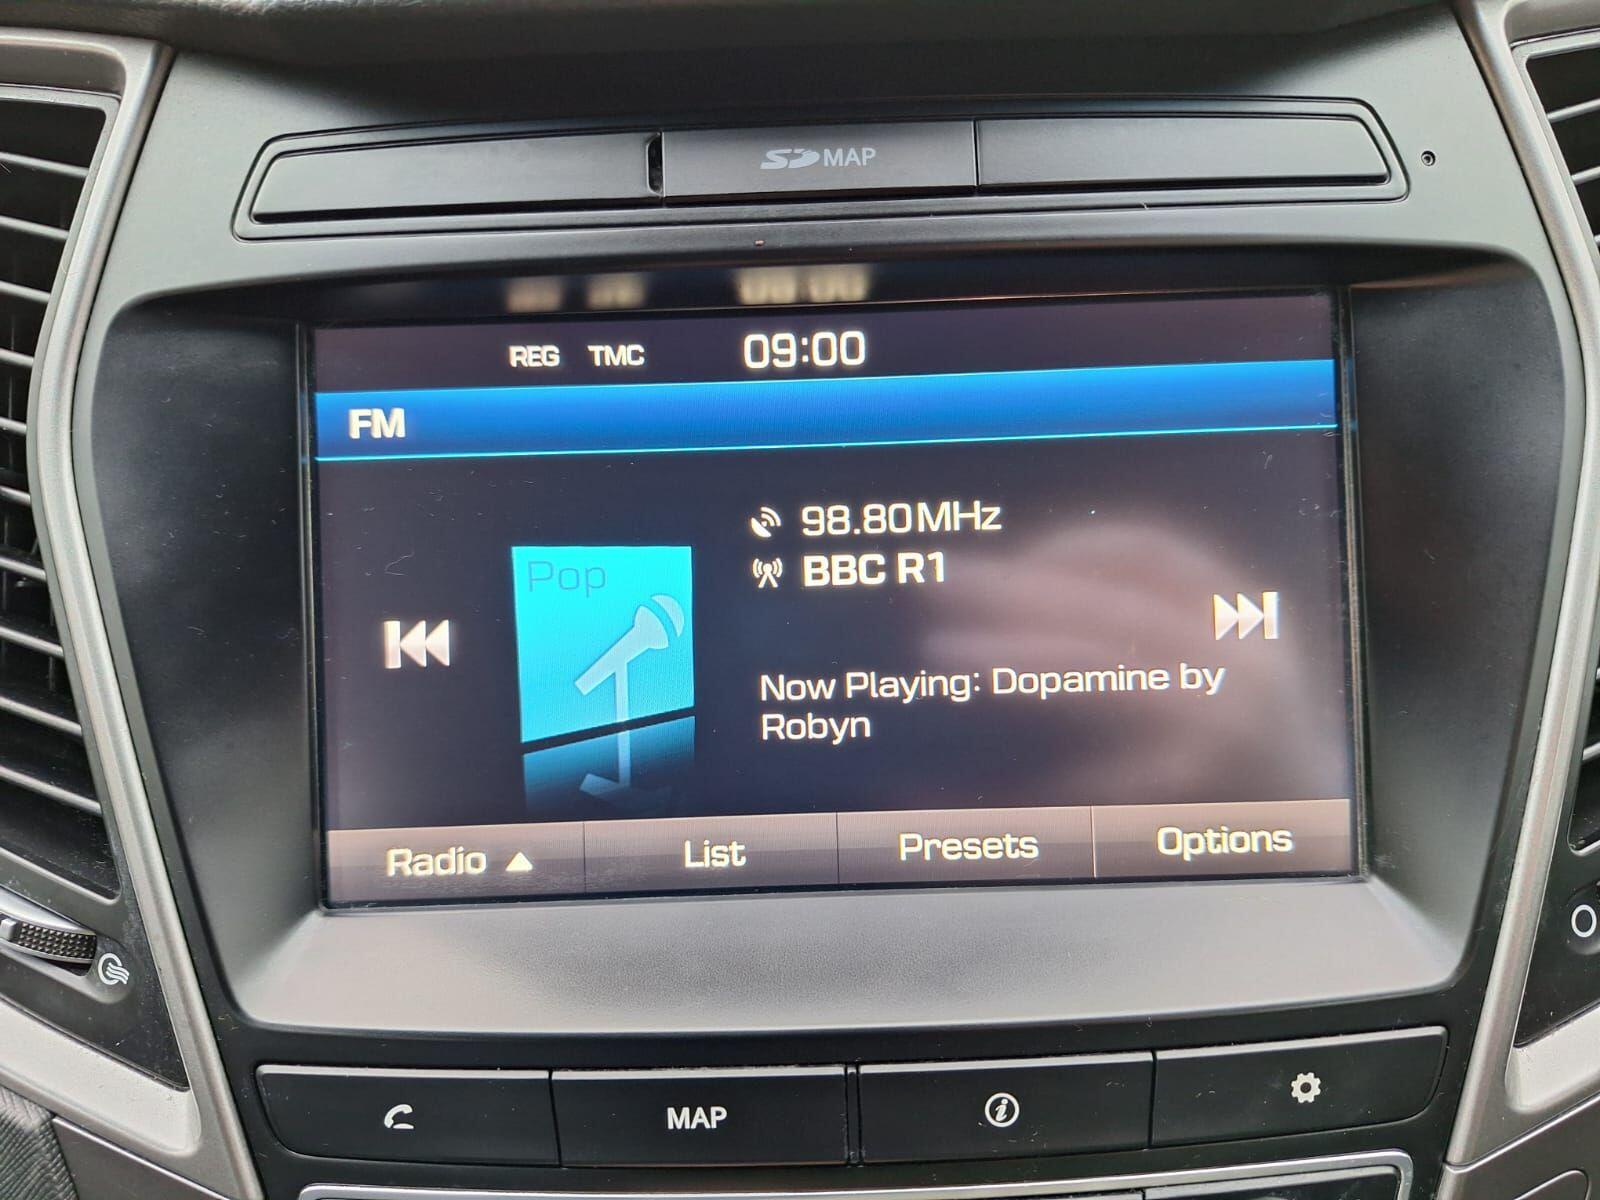 SD MAP
REG TMC 09:00
FM
98.80MHz
BBC R1
Pop
Now Playing: Dopamine by
Robyn
Radio ▲ List Presets Options
MAP